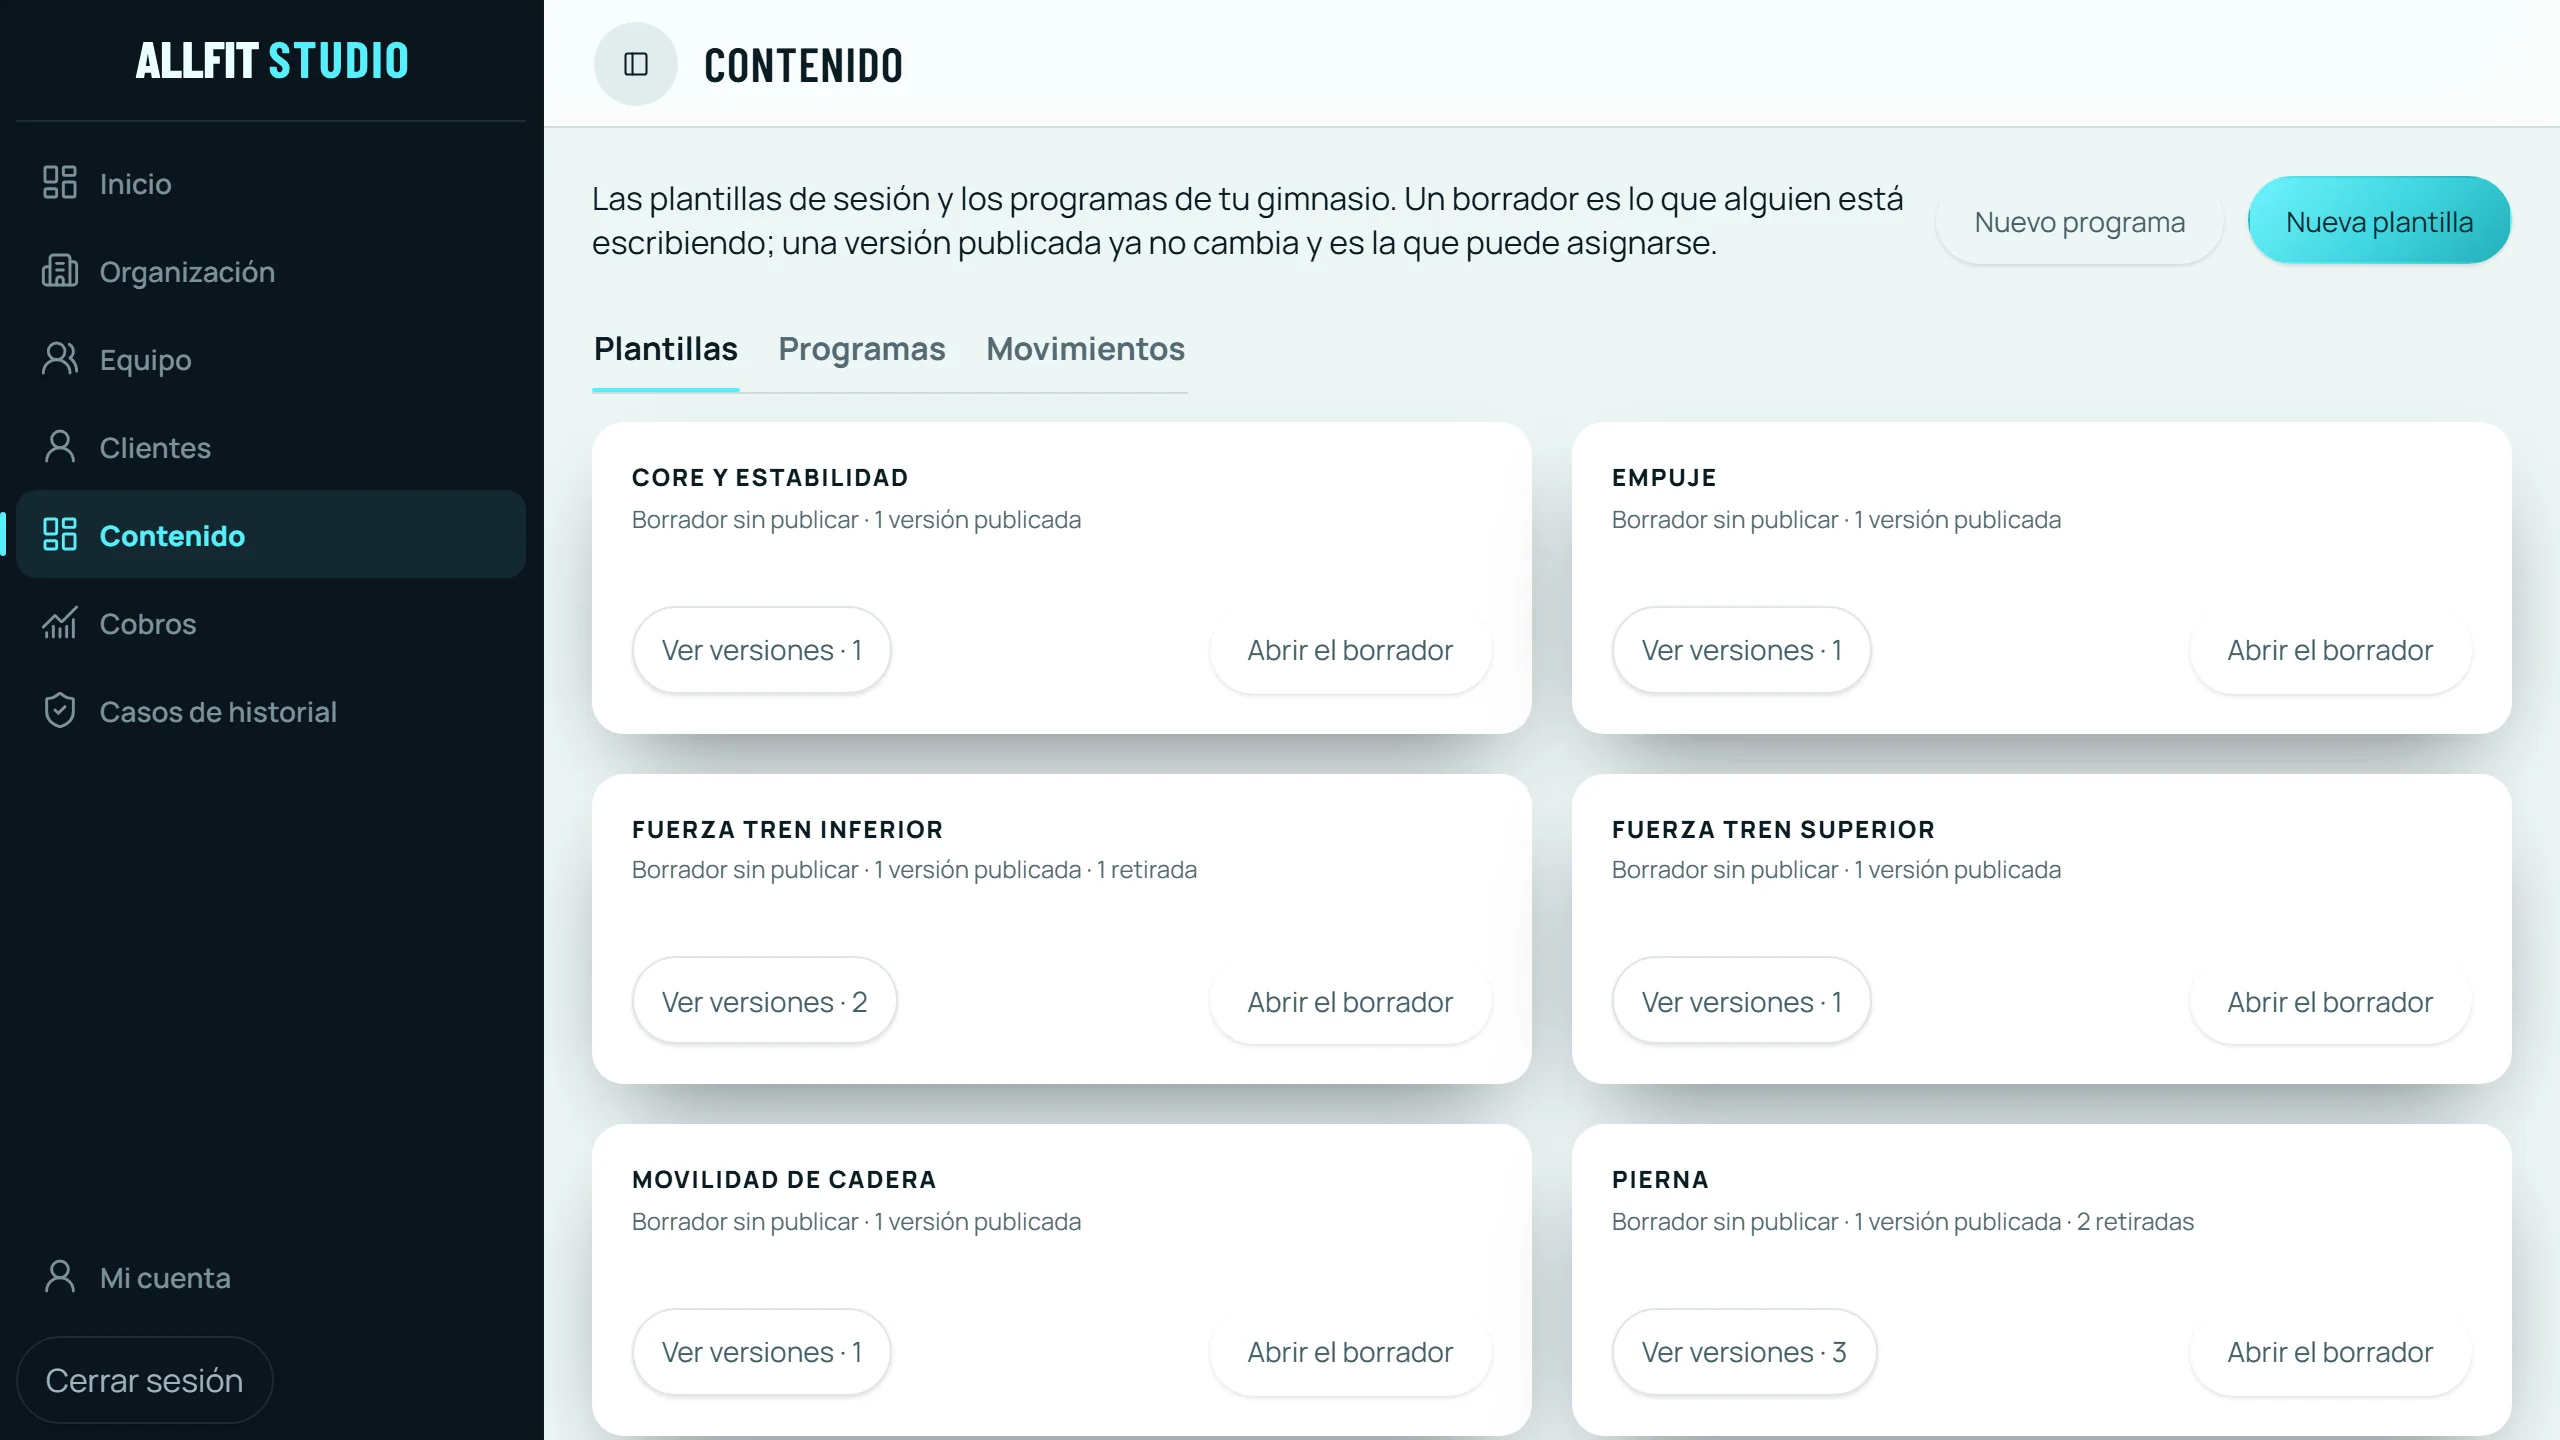 ALLFIT STUDIO
Inicio
Organización
Equipo
Clientes
Contenido
Cobros
Casos de historial
Mi cuenta
Cerrar sesión
CONTENIDO
Las plantillas de sesión y los programas de tu gimnasio. Un borrador es lo que alguien está
escribiendo; una versión publicada ya no cambia y es la que puede asignarse.
Nuevo programa
Nueva plantilla
Plantillas
Programas
Movimientos
CORE Y ESTABILIDAD
Borrador sin publicar · 1 versión publicada
Ver versiones · 1
Abrir el borrador
EMPUJE
Borrador sin publicar · 1 versión publicada
Ver versiones · 1
Abrir el borrador
FUERZA TREN INFERIOR
Borrador sin publicar · 1 versión publicada · 1 retirada
Ver versiones · 2
Abrir el borrador
FUERZA TREN SUPERIOR
Borrador sin publicar · 1 versión publicada
Ver versiones · 1
Abrir el borrador
MOVILIDAD DE CADERA
Borrador sin publicar · 1 versión publicada
Ver versiones · 1
Abrir el borrador
PIERNA
Borrador sin publicar · 1 versión publicada · 2 retiradas
Ver versiones · 3
Abrir el borrador